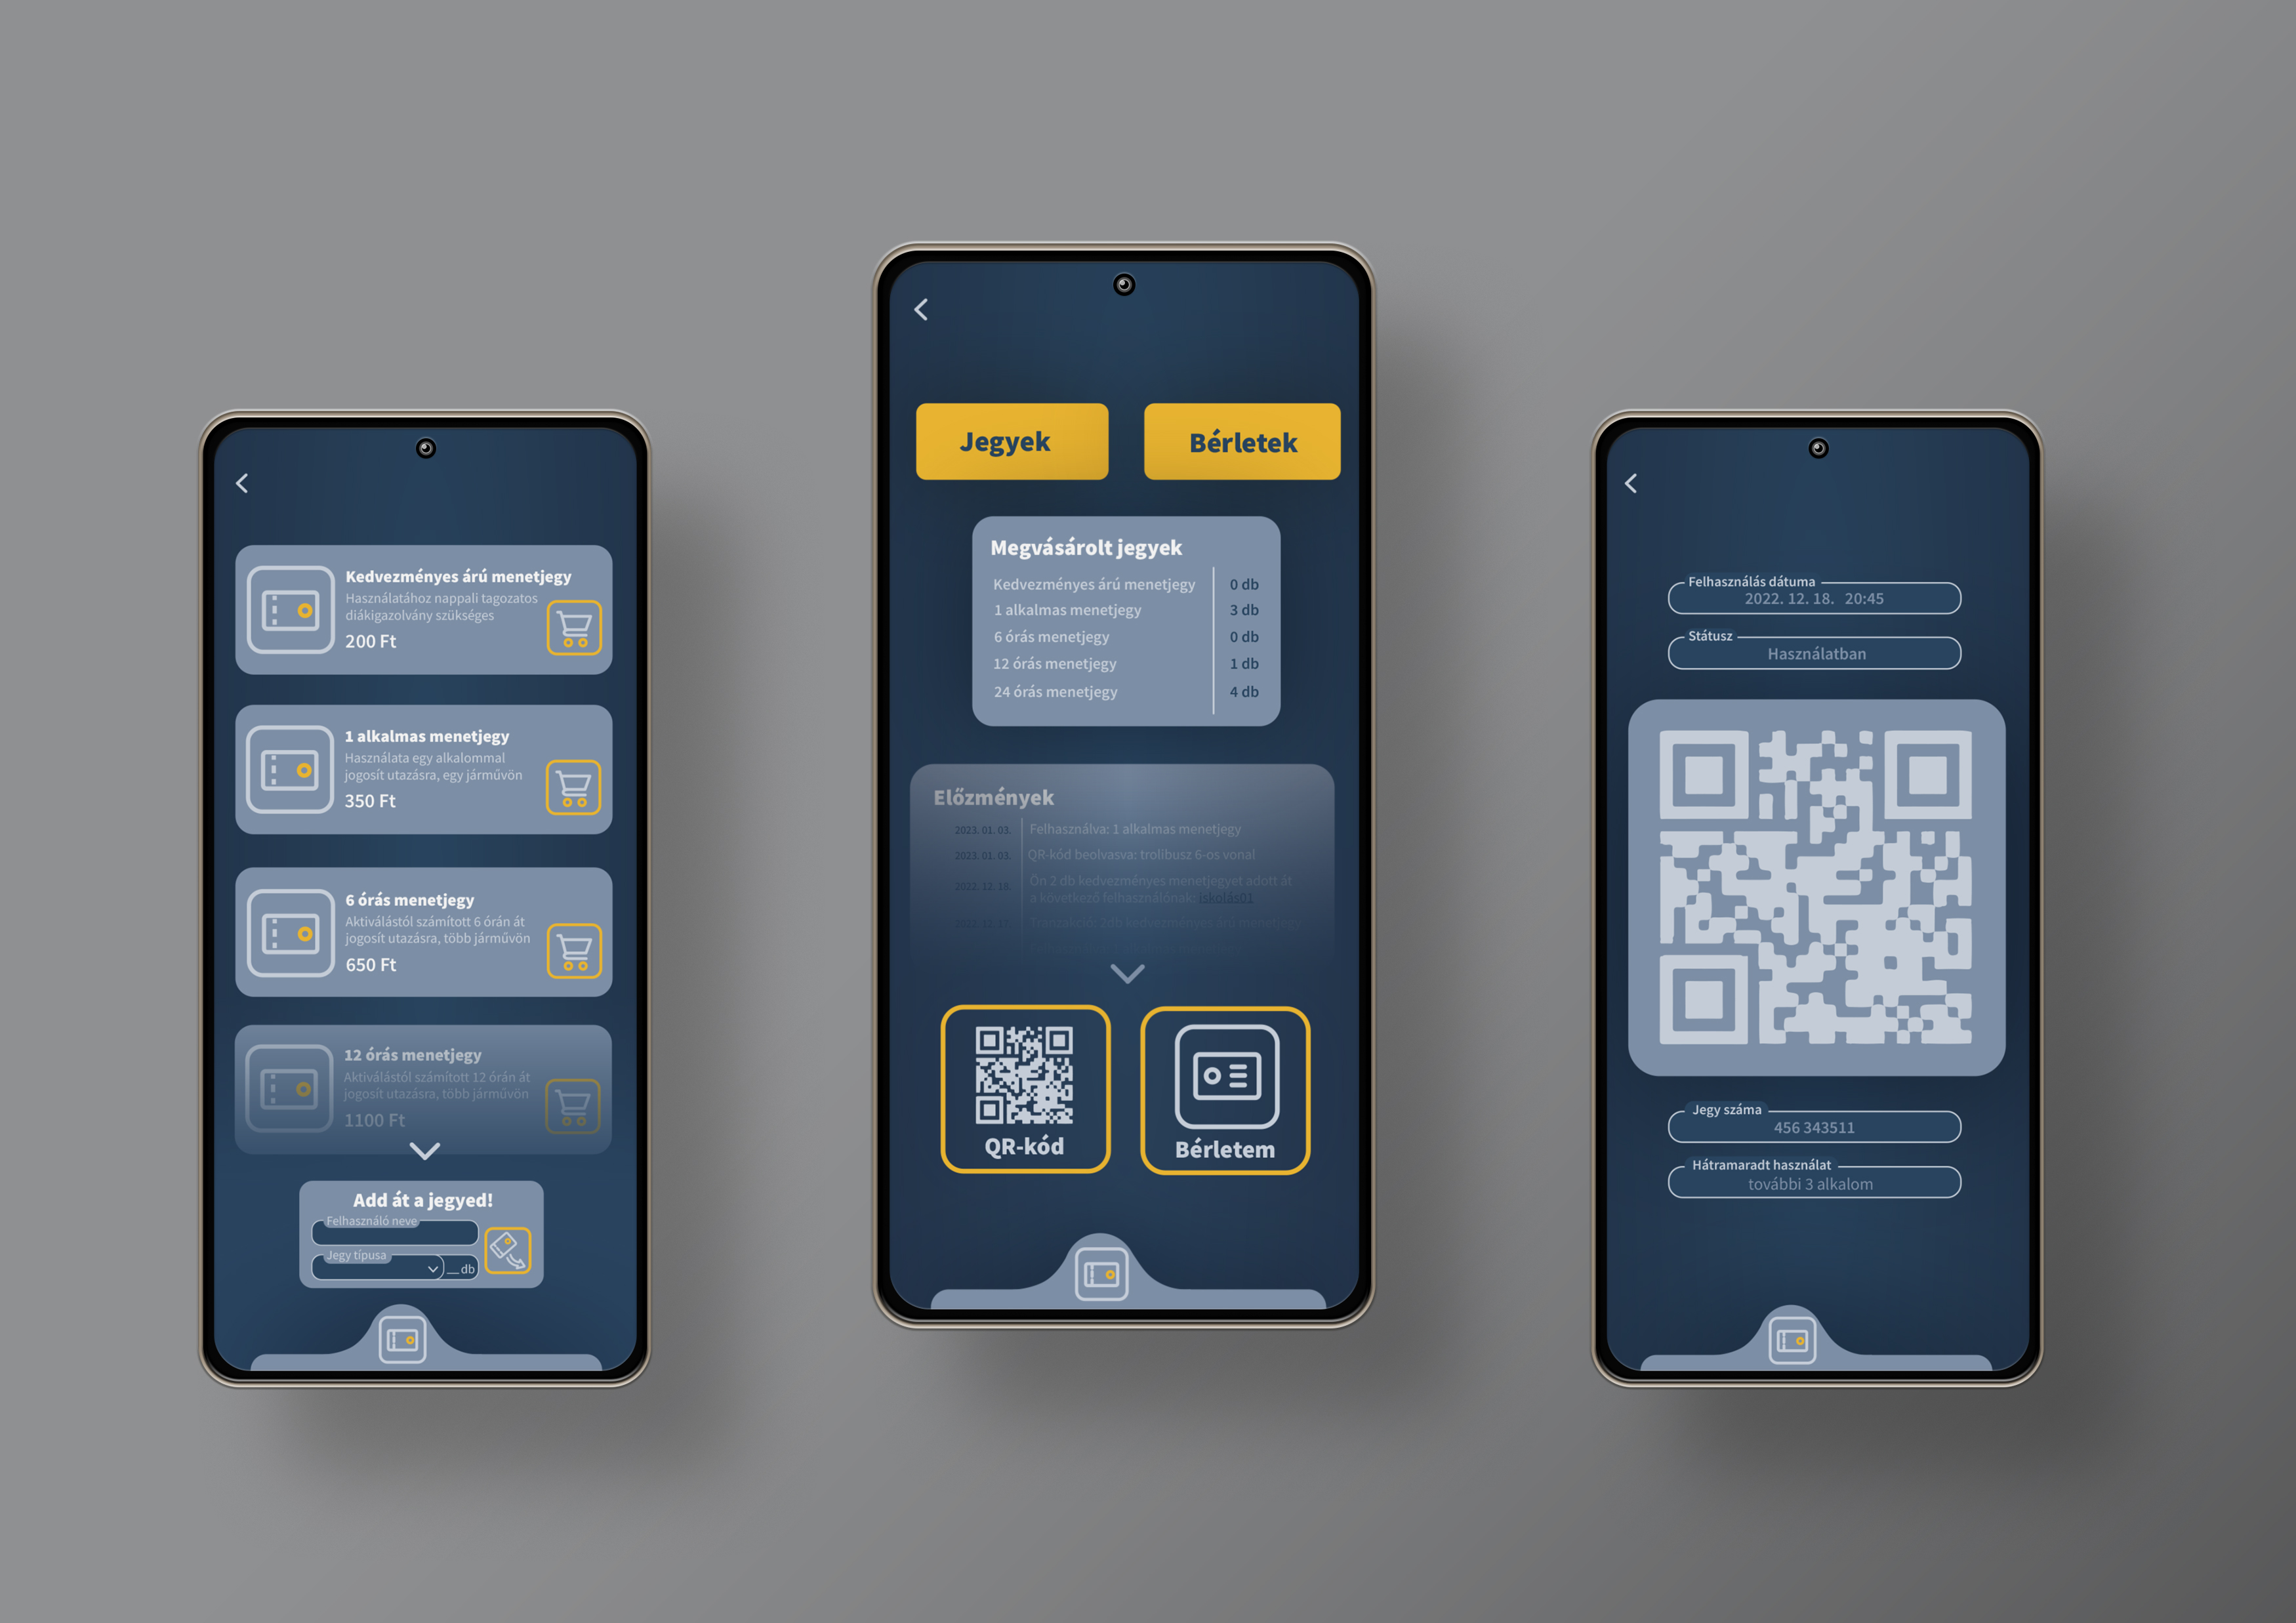 Kedvezményes árú menetjegy
Használatához nappali tagozatos
diákigazolvány szükséges
200 Ft
1 alkalmas menetjegy
Használata egy alkalommal
jogosít utazásra, egy járművön
350 Ft
6 órás menetjegy
Aktiválástól számított 6 órán át
jogosít utazásra, több járművön
650 Ft
12 órás menetjegy
Aktiválástól számított 12 órán át
jogosít utazásra, több járművön
1100 Ft
Add át a jegyed!
Felhasználó neve
Jegy típusa
__ db
Jegyek
Bérletek
Megvásárolt jegyek
Kedvezményes árú menetjegy 0 db
1 alkalmas menetjegy 3 db
6 órás menetjegy 0 db
12 órás menetjegy 1 db
24 órás menetjegy 4 db
Előzmények
2023. 01. 03. Felhasználva: 1 alkalmas menetjegy
2023. 01. 03. QR-kód beolvasva: trolibusz 6-os vonal
2022. 12. 18. Ön 2 db kedvezményes menetjegyet adott át
a következő felhasználónak: iskolás01
2022. 12. 17. Tranzakció: 2db kedvezményes árú menetjegy
QR-kód
Bérletem
Felhasználás dátuma
2022. 12. 18. 20:45
Státusz
Használatban
Jegy száma
456 343511
Hátramaradt használat
további 3 alkalom